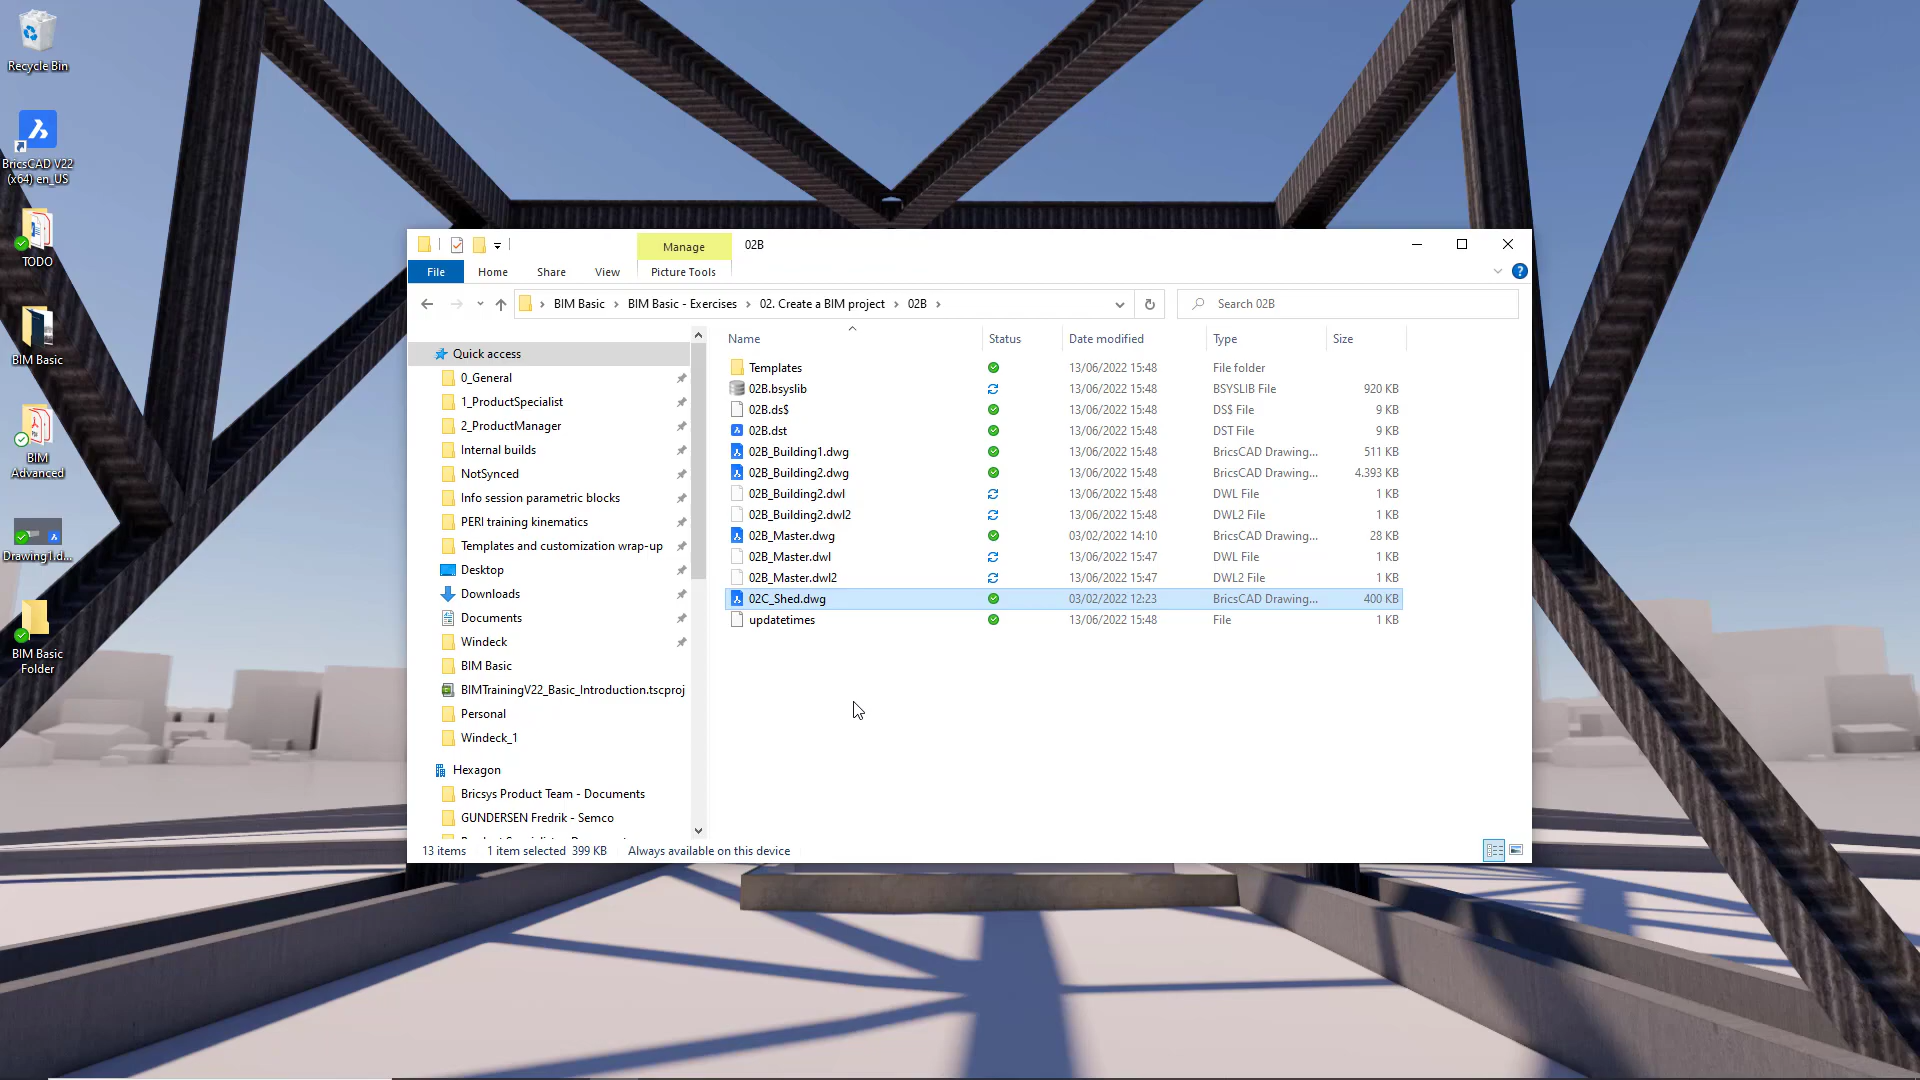 Recycle Bin
BricsCAD V22
(x64) en_US
TODO
BIM Basic
BIM
Advanced
Drawing1.d...
BIM Basic
Folder
Manage
02B
File
Home
Share
View
Picture Tools
BIM Basic › BIM Basic - Exercises › 02. Create a BIM project › 02B ›
Search 02B
Name
Status
Date modified
Type
Size
Quick access
0_General
1_ProductSpecialist
2_ProductManager
Internal builds
NotSynced
Info session parametric blocks
PERI training kinematics
Templates and customization wrap-up
Desktop
Downloads
Documents
Windeck
BIM Basic
BIMTrainingV22_Basic_Introduction.tscproj
Personal
Windeck_1
Hexagon
Bricsys Product Team - Documents
GUNDERSEN Fredrik - Semco
Templates 13/06/2022 15:48 File folder
02B.bsyslib 13/06/2022 15:48 BSYSLIB File 920 KB
02B.ds$ 13/06/2022 15:48 DS$ File 9 KB
02B.dst 13/06/2022 15:48 DST File 9 KB
02B_Building1.dwg 13/06/2022 15:48 BricsCAD Drawing... 511 KB
02B_Building2.dwg 13/06/2022 15:48 BricsCAD Drawing... 4.393 KB
02B_Building2.dwl 13/06/2022 15:48 DWL File 1 KB
02B_Building2.dwl2 13/06/2022 15:48 DWL2 File 1 KB
02B_Master.dwg 03/02/2022 14:10 BricsCAD Drawing... 28 KB
02B_Master.dwl 13/06/2022 15:47 DWL File 1 KB
02B_Master.dwl2 13/06/2022 15:47 DWL2 File 1 KB
02C_Shed.dwg 03/02/2022 12:23 BricsCAD Drawing... 400 KB
updatetimes 13/06/2022 15:48 File 1 KB
13 items
1 item selected 399 KB
Always available on this device